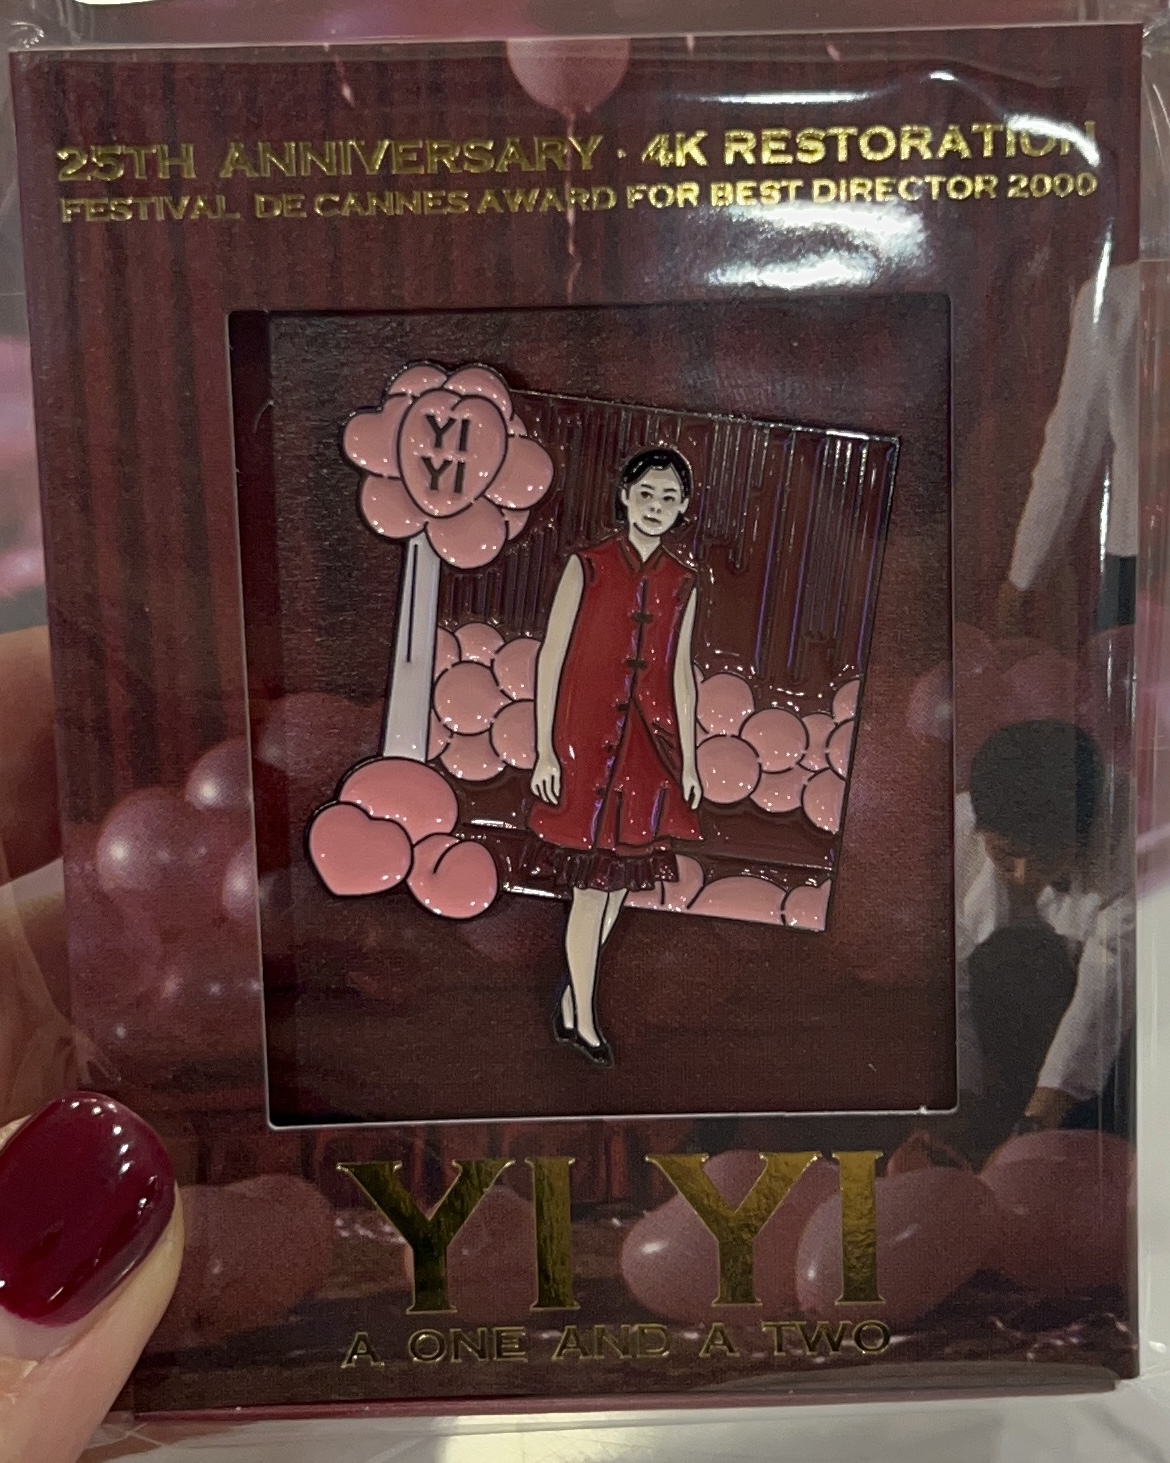 25TH ANNIVERSARY · 4K RESTORATION
FESTIVAL DE CANNES AWARD FOR BEST DIRECTOR 2000
YI
YI
YI YI
A ONE AND A TWO